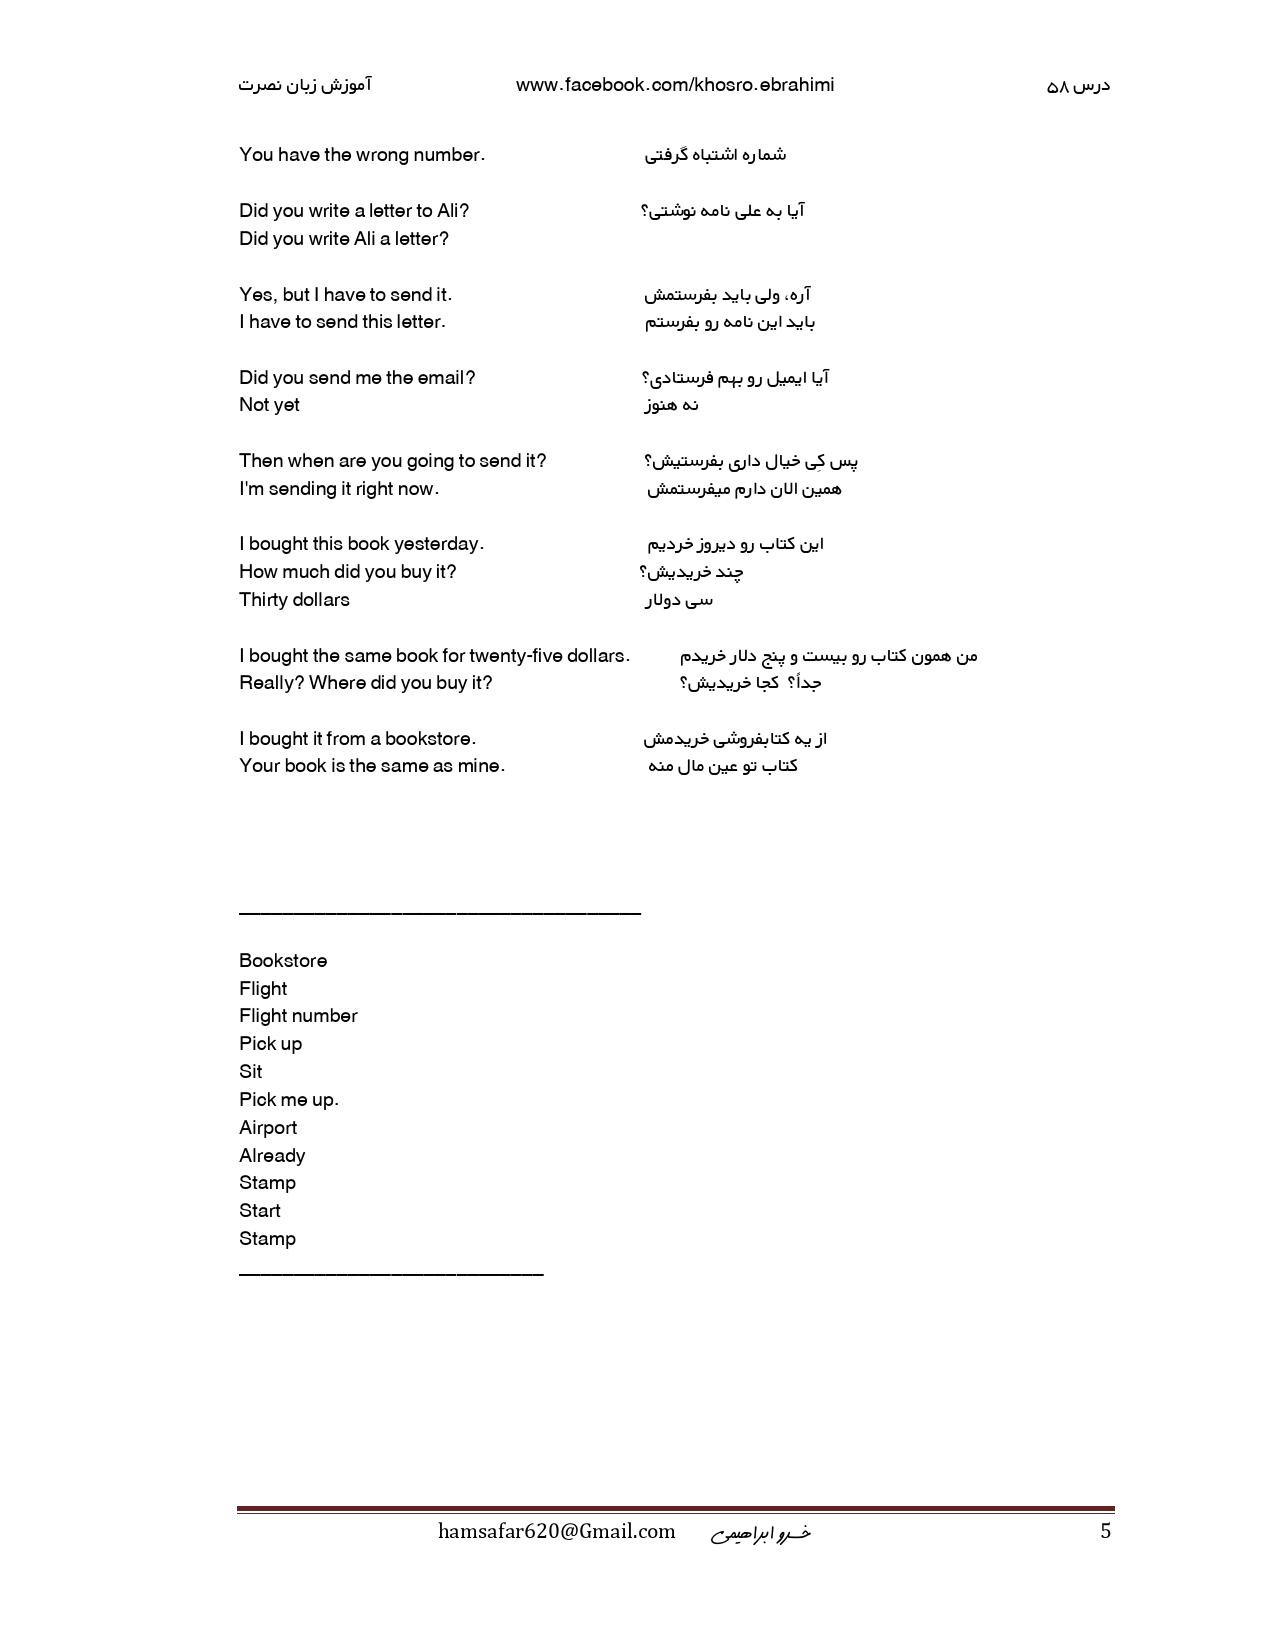 آموزش زبان نصرت www.facebook.com/khosro.ebrahimi درس ۵۸
You have the wrong number. شماره اشتباه گرفتی
Did you write a letter to Ali? آیا به علی نامه نوشتی؟
Did you write Ali a letter?
Yes, but I have to send it. آره، ولی باید بفرستمش
I have to send this letter. باید این نامه رو بفرستم
Did you send me the email? آیا ایمیل رو بهم فرستادی؟
Not yet نه هنوز
Then when are you going to send it? پس کِی خیال داری بفرستیش؟
I'm sending it right now. همین الان دارم میفرستمش
I bought this book yesterday. این کتاب رو دیروز خردیم
How much did you buy it? چند خریدیش؟
Thirty dollars سی دولار
I bought the same book for twenty-five dollars. من همون کتاب رو بیست و پنج دلار خریدم
Really? Where did you buy it? جداً؟ کجا خریدیش؟
I bought it from a bookstore. از یه کتابفروشی خریدمش
Your book is the same as mine. کتاب تو عین مال منه
Bookstore
Flight
Flight number
Pick up
Sit
Pick me up.
Airport
Already
Stamp
Start
Stamp
hamsafar620@Gmail.com خسرو ابراهیمی 5